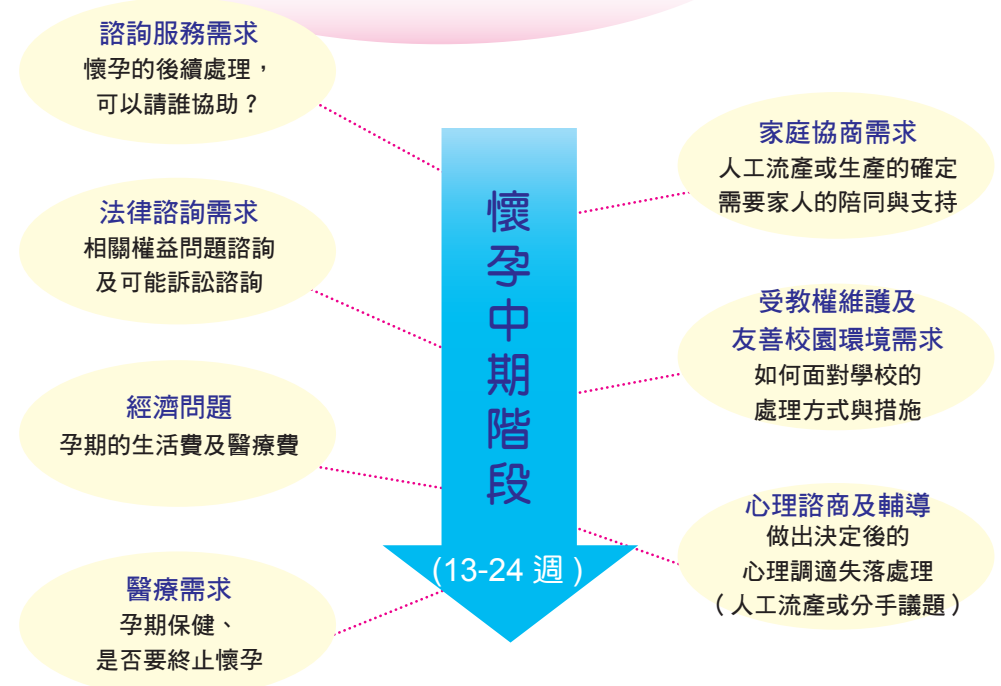 諮詢服務需求
懷孕的後續處理，
可以請誰協助？
法律諮詢需求
相關權益問題諮詢
及可能訴訟諮詢
經濟問題
孕期的生活費及醫療費
醫療需求
孕期保健、
是否要終止懷孕
懷孕中期階段
(13-24 週 )
家庭協商需求
人工流產或生產的確定
需要家人的陪同與支持
受教權維護及
友善校園環境需求
如何面對學校的
處理方式與措施
心理諮商及輔導
做出決定後的
心理調適失落處理
（人工流產或分手議題）